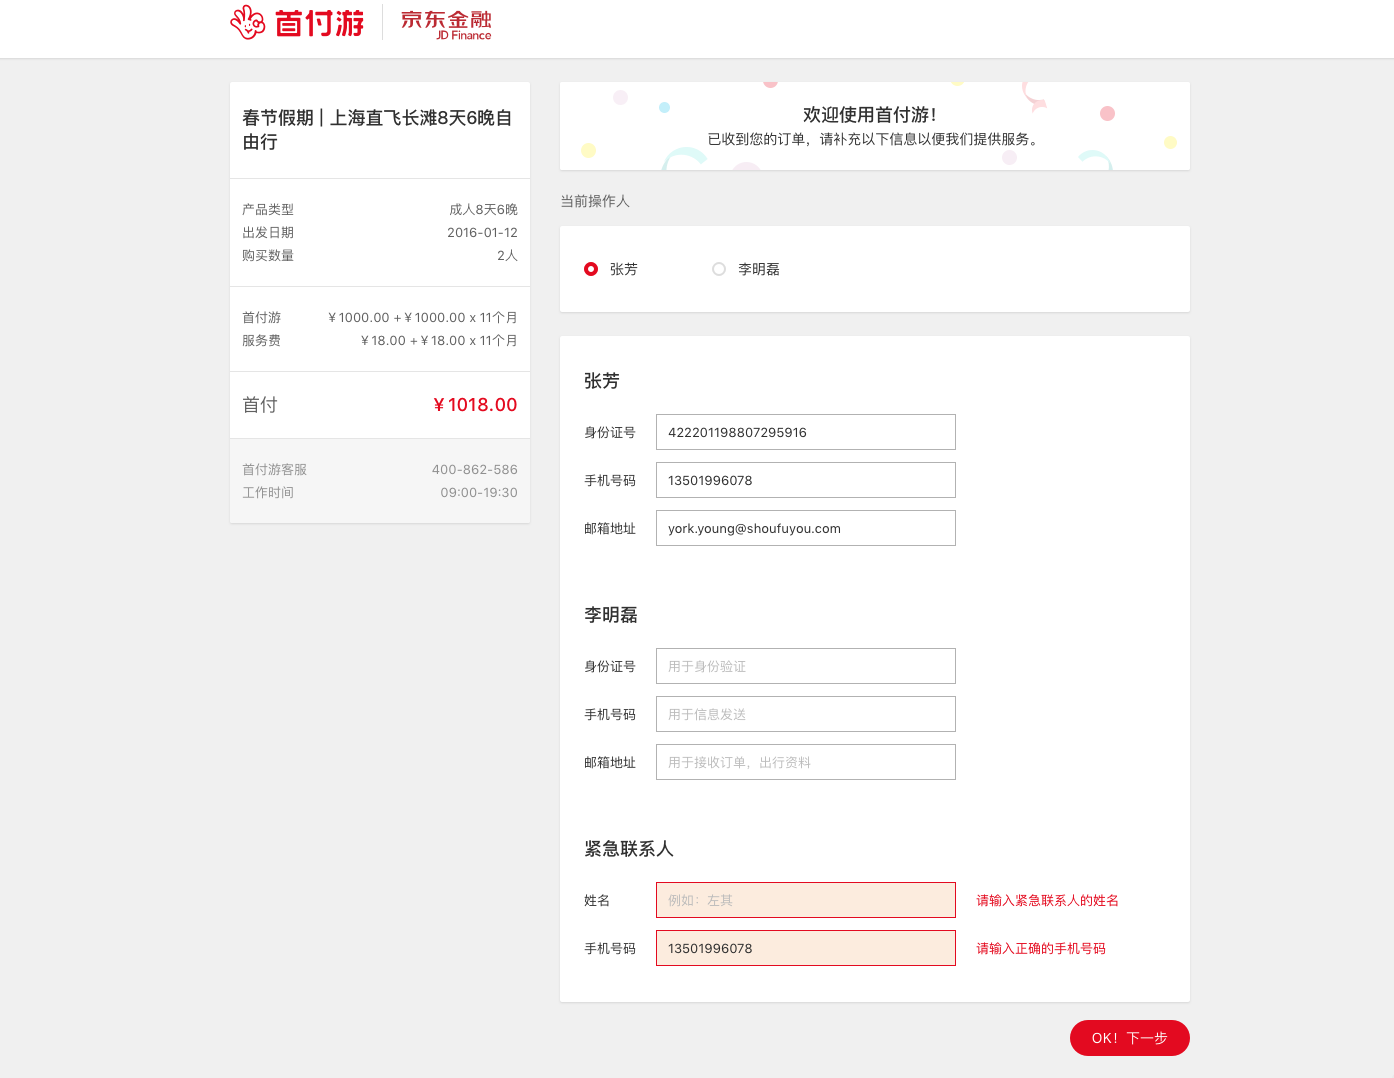 首付游 京东金融
JD Finance
春节假期 | 上海直飞长滩8天6晚自
由行
产品类型 成人8天6晚
出发日期 2016-01-12
购买数量 2人
首付游 ￥1000.00 +￥1000.00 x 11个月
服务费 ￥18.00 +￥18.00 x 11个月
首付 ￥1018.00
首付游客服 400-862-586
工作时间 09:00-19:30
欢迎使用首付游！
已收到您的订单，请补充以下信息以便我们提供服务。
当前操作人
张芳 李明磊
张芳
身份证号 422201198807295916
手机号码 13501996078
邮箱地址 york.young@shoufuyou.com
李明磊
身份证号 用于身份验证
手机号码 用于信息发送
邮箱地址 用于接收订单，出行资料
紧急联系人
姓名 例如：左其 请输入紧急联系人的姓名
手机号码 13501996078 请输入正确的手机号码
OK！下一步